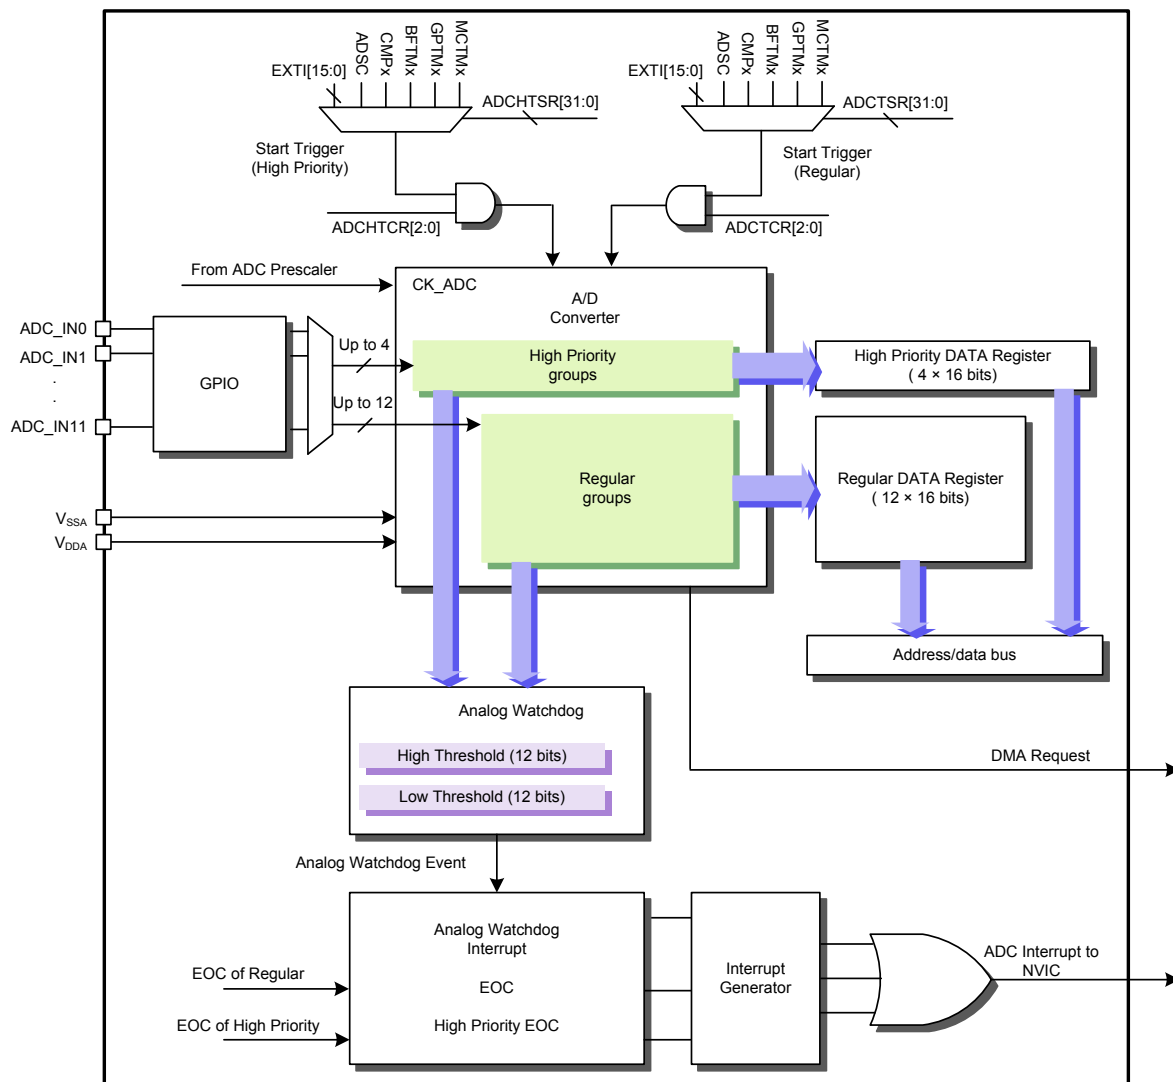 ADSC
CMPx
BFTMx
GPTMx
MCTMx
EXTI[15:0]
ADCHTSR[31:0]
Start Trigger
(High Priority)
ADCHTCR[2:0]
ADSC
CMPx
BFTMx
GPTMx
MCTMx
EXTI[15:0]
ADCTSR[31:0]
Start Trigger
(Regular)
ADCTCR[2:0]
From ADC Prescaler
CK_ADC
A/D
Converter
ADC_IN0
ADC_IN1
.
.
ADC_IN11
GPIO
Up to 4
Up to 12
High Priority
groups
High Priority DATA Register
( 4 × 16 bits)
Regular
groups
Regular DATA Register
( 12 × 16 bits)
VSSA
VDDA
Address/data bus
Analog Watchdog
High Threshold (12 bits)
Low Threshold (12 bits)
DMA Request
Analog Watchdog Event
Analog Watchdog
Interrupt
EOC
High Priority EOC
EOC of Regular
EOC of High Priority
Interrupt
Generator
ADC Interrupt to
NVIC